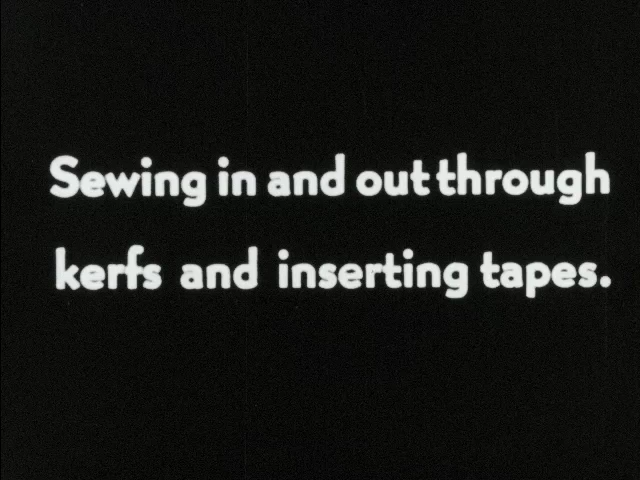 Sewing in and out through
kerfs and inserting tapes.